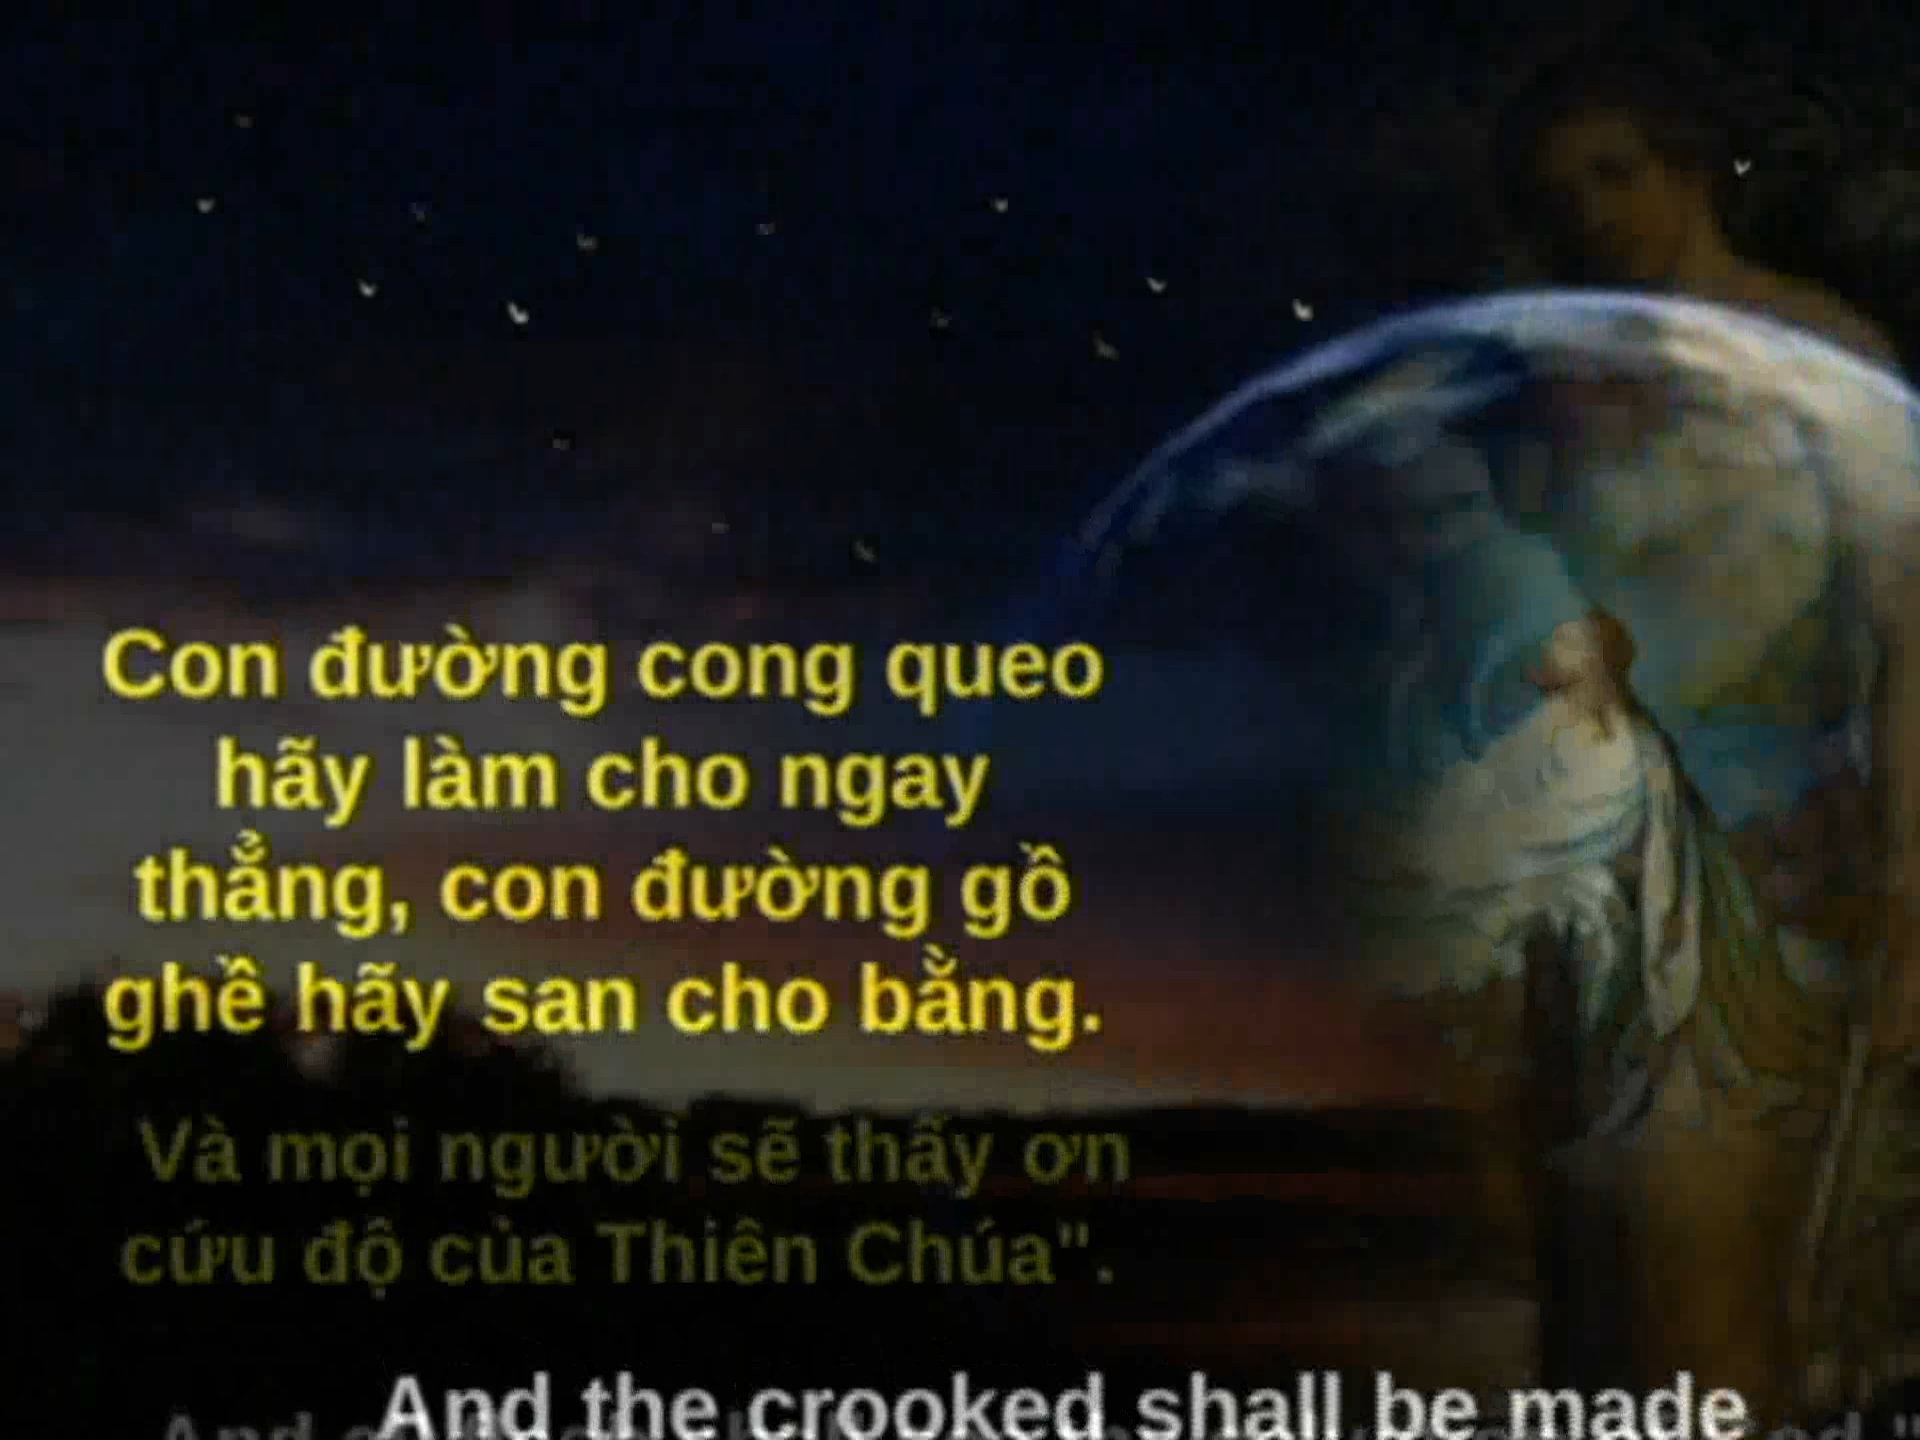 Con đường cong queo
hãy làm cho ngay
thẳng, con đường gồ
ghề hãy san cho bằng.
Và mọi người sẽ thấy ơn
cứu độ của Thiên Chúa".
And the crooked shall be made
And